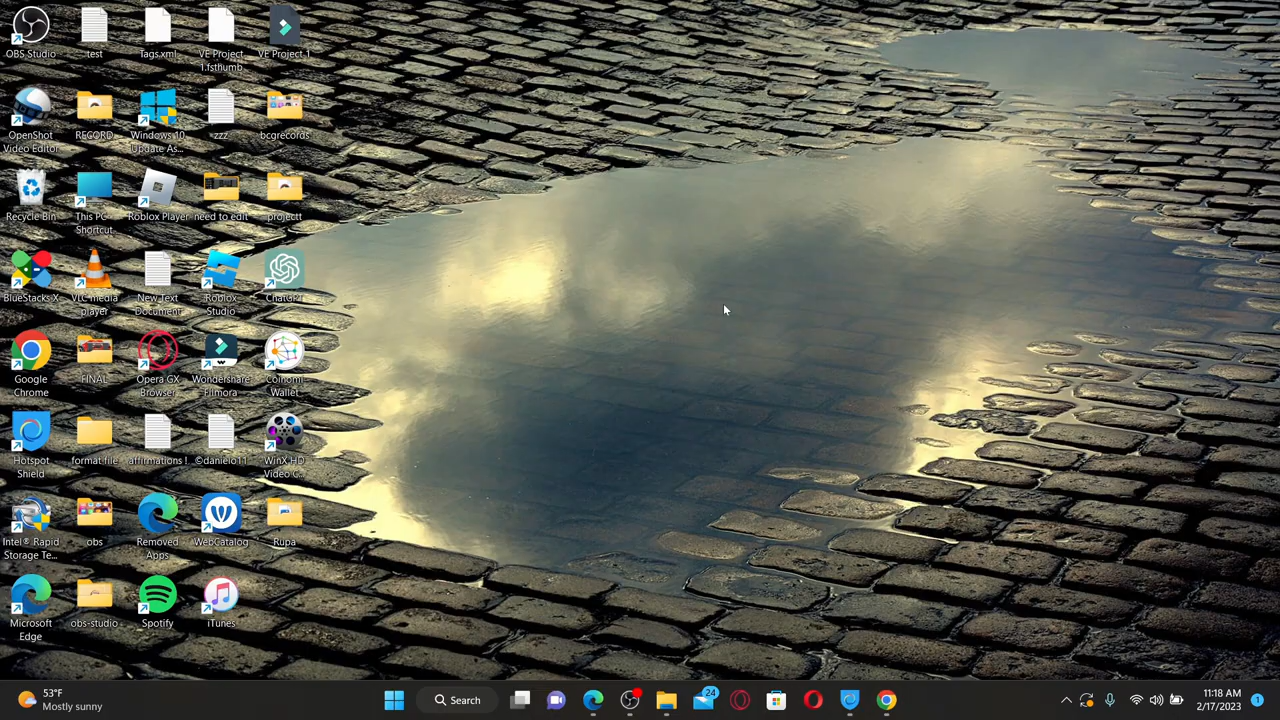 OBS Studio
test
Tags.xml
VE Project
1.fsthumb
VE Project 1
OpenShot
Video Editor
RECORD
Windows 10
Update As...
zzz
bcgrecords
Recycle Bin
This PC -
Shortcut
Roblox Player
need to edit
projectt
BlueStacks X
VLC media
player
New Text
Document
Roblox
Studio
ChatGPT
Google
Chrome
FINAL
Opera GX
Browser
Wondershare
Filmora
Coinomi
Wallet
Hotspot
Shield
format file
affirmations !
©danielo11
WinX HD
Video C...
Intel® Rapid
Storage Te...
obs
Removed
Apps
WebCatalog
Rupa
Microsoft
Edge
obs-studio
Spotify
iTunes
53°F
Mostly sunny
Search
24
11:18 AM
2/17/2023
1